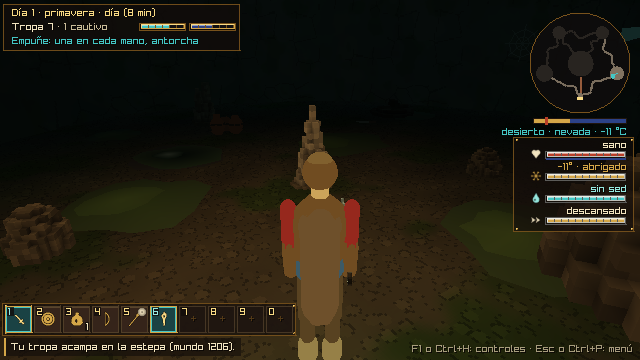 Día 1 · primavera · día (8 min)
Tropa 7 · 1 cautivo
Empuñe: una en cada mano, antorcha
desierto · nevada · -11 °C
sano
-11° · abrigado
sin sed
descansado
1 2 3 4 5 6 7 8 9 0
1
Tu tropa acampa en la estepa (mundo 1206).
F1 o Ctrl+H: controles · Esc o Ctrl+P: menú